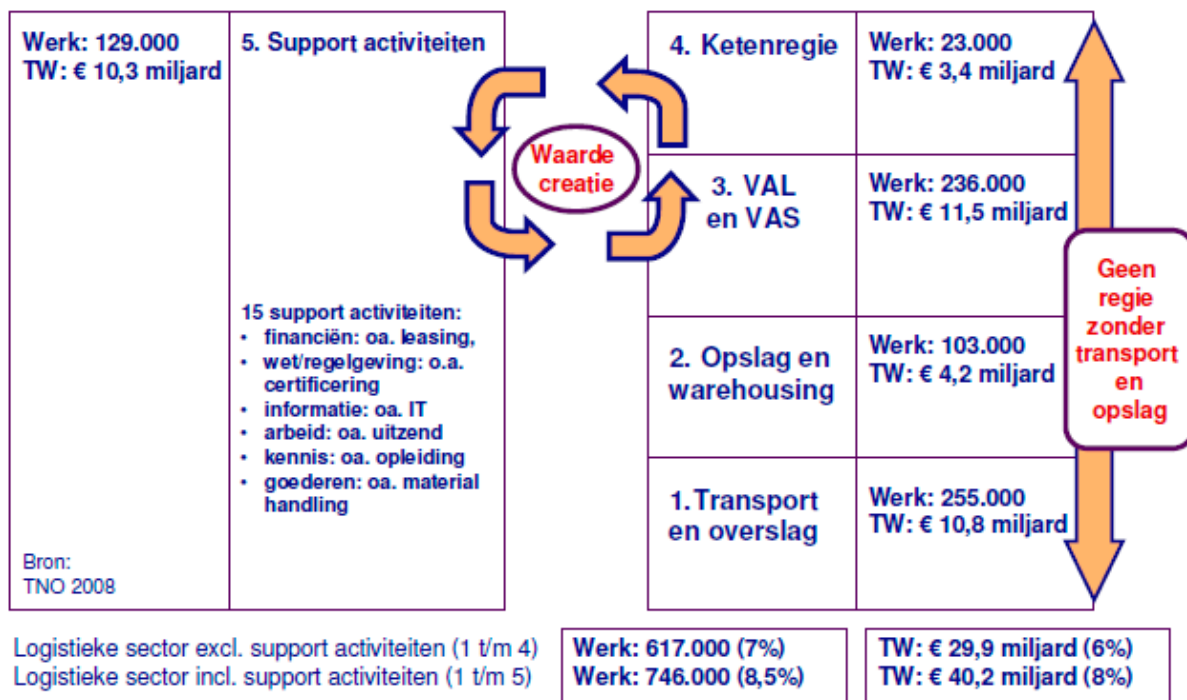 Werk: 129.000
TW: € 10,3 miljard
5. Support activiteiten
15 support activiteiten:
• financiën: oa. leasing,
• wet/regelgeving: o.a.
certificering
• informatie: oa. IT
• arbeid: oa. uitzend
• kennis: oa. opleiding
• goederen: oa. material
handling
Bron:
TNO 2008
Waarde
creatie
4. Ketenregie
Werk: 23.000
TW: € 3,4 miljard
3. VAL
en VAS
Werk: 236.000
TW: € 11,5 miljard
2. Opslag en
warehousing
Werk: 103.000
TW: € 4,2 miljard
1.Transport
en overslag
Werk: 255.000
TW: € 10,8 miljard
Geen
regie
zonder
transport
en
opslag
Logistieke sector excl. support activiteiten (1 t/m 4)
Werk: 617.000 (7%)
TW: € 29,9 miljard (6%)
Logistieke sector incl. support activiteiten (1 t/m 5)
Werk: 746.000 (8,5%)
TW: € 40,2 miljard (8%)